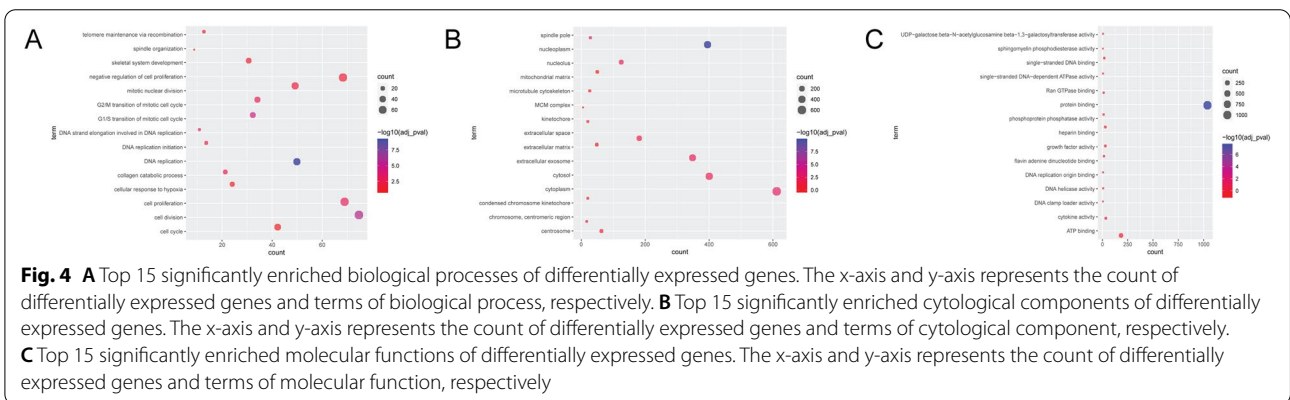 A
telomere maintenance via recombination
spindle organization
skeletal system development
negative regulation of cell proliferation
mitotic nuclear division
G2/M transition of mitotic cell cycle
G1/S transition of mitotic cell cycle
DNA strand elongation involved in DNA replication
DNA replication initiation
DNA replication
collagen catabolic process
cellular response to hypoxia
cell proliferation
cell division
cell cycle
term
20 40 60
count
count
20
40
60
−log10(adj_pval)
7.5
5.0
2.5
B
spindle pole
nucleoplasm
nucleolus
mitochondrial matrix
microtubule cytoskeleton
MCM complex
kinetochore
extracellular space
extracellular matrix
extracellular exosome
cytosol
cytoplasm
condensed chromosome kinetochore
chromosome, centromeric region
centrosome
term
0 200 400 600
count
count
200
400
600
−log10(adj_pval)
7.5
5.0
2.5
0.0
C
UDP-galactose:beta-N-acetylglucosamine beta-1,3-galactosyltransferase activity
sphingomyelin phosphodiesterase activity
single-stranded DNA binding
single-stranded DNA-dependent ATPase activity
Ran GTPase binding
protein binding
phosphoprotein phosphatase activity
heparin binding
growth factor activity
flavin adenine dinucleotide binding
DNA replication origin binding
DNA helicase activity
DNA clamp loader activity
cytokine activity
ATP binding
term
0 250 500 750 1000
count
count
250
500
750
1000
−log10(adj_pval)
6
4
2
0
Fig. 4 A Top 15 significantly enriched biological processes of differentially expressed genes. The x-axis and y-axis represents the count of
differentially expressed genes and terms of biological process, respectively. B Top 15 significantly enriched cytological components of differentially
expressed genes. The x-axis and y-axis represents the count of differentially expressed genes and terms of cytological component, respectively.
C Top 15 significantly enriched molecular functions of differentially expressed genes. The x-axis and y-axis represents the count of differentially
expressed genes and terms of molecular function, respectively